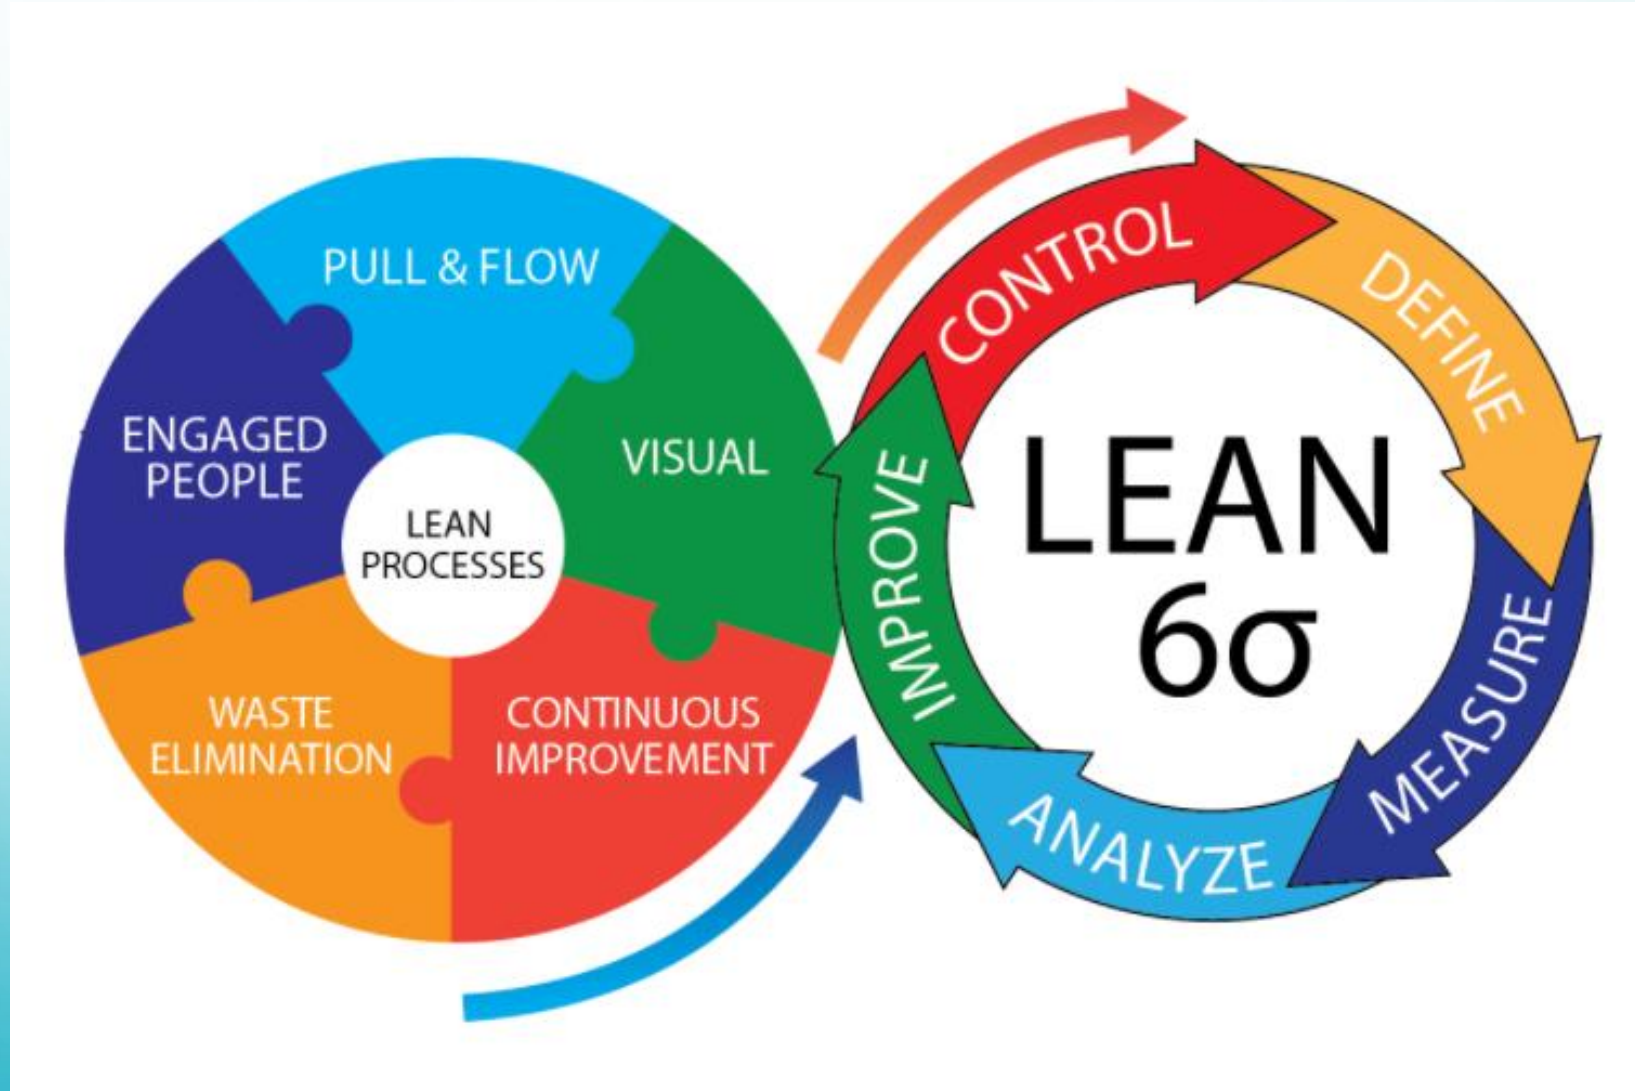 PULL & FLOW
VISUAL
CONTINUOUS
IMPROVEMENT
WASTE
ELIMINATION
ENGAGED
PEOPLE
LEAN
PROCESSES
CONTROL
DEFINE
MEASURE
ANALYZE
IMPROVE
LEAN
6σ